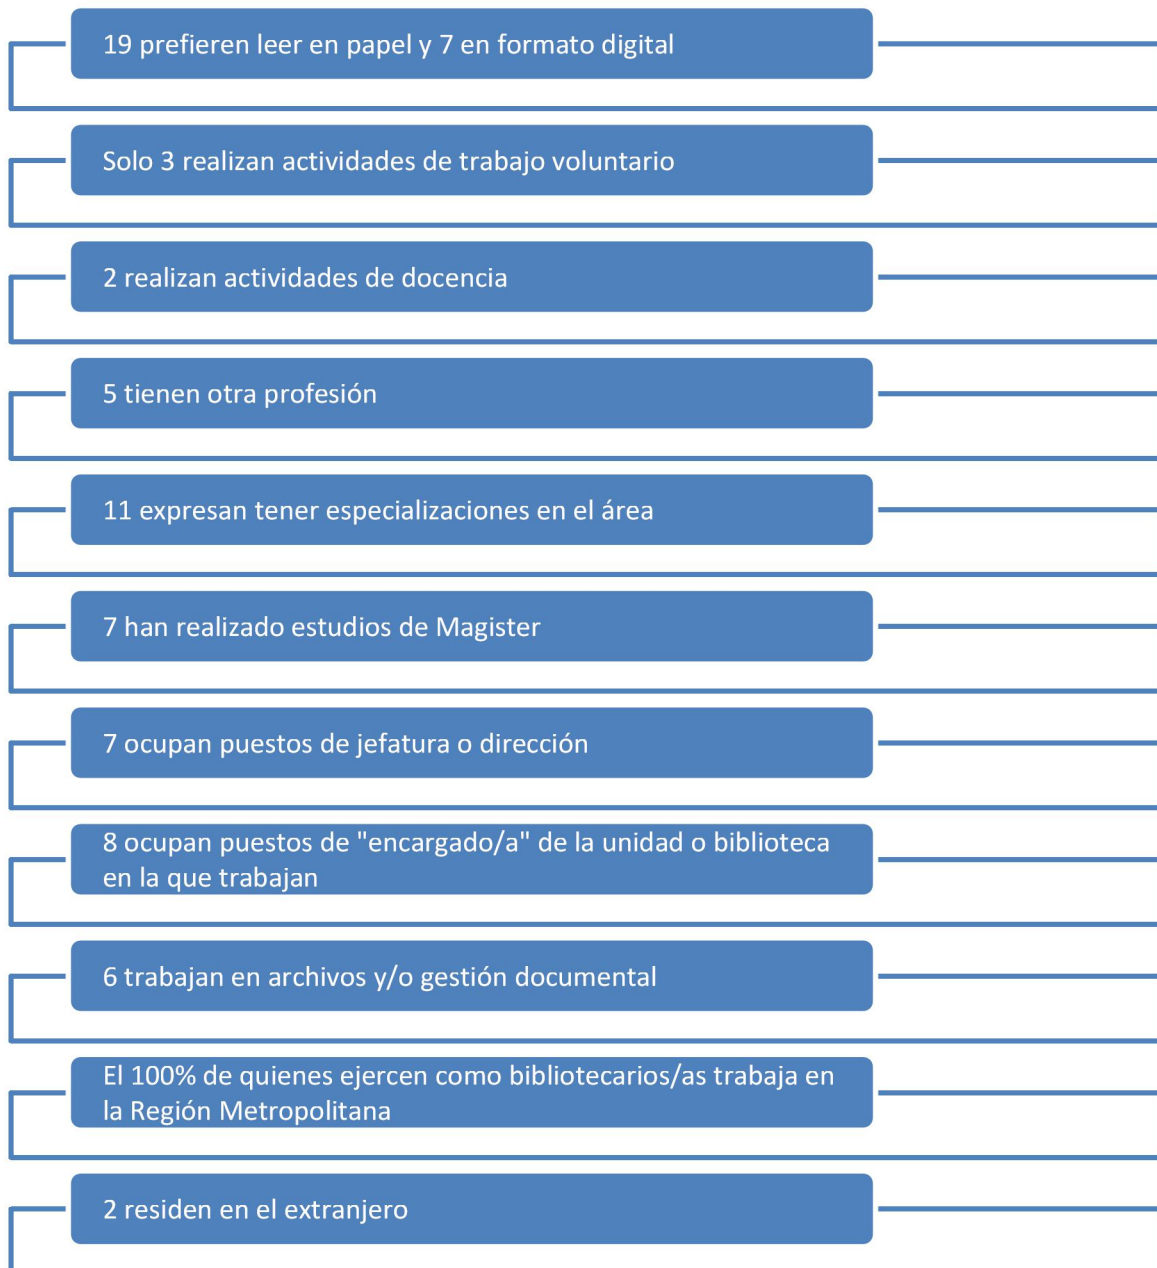 19 prefieren leer en papel y 7 en formato digital
Solo 3 realizan actividades de trabajo voluntario
2 realizan actividades de docencia
5 tienen otra profesión
11 expresan tener especializaciones en el área
7 han realizado estudios de Magister
7 ocupan puestos de jefatura o dirección
8 ocupan puestos de "encargado/a" de la unidad o biblioteca
en la que trabajan
6 trabajan en archivos y/o gestión documental
El 100% de quienes ejercen como bibliotecarios/as trabaja en
la Región Metropolitana
2 residen en el extranjero